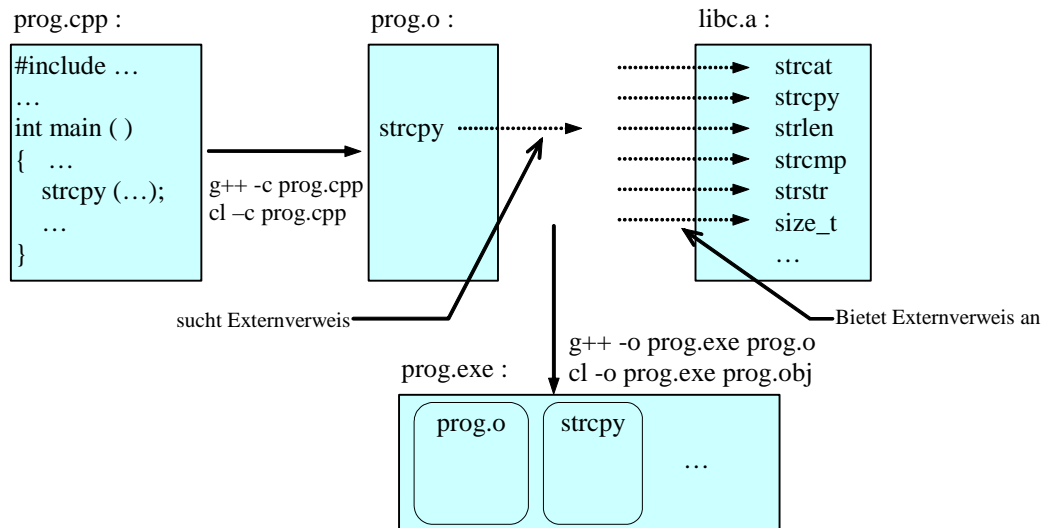 prog.cpp :
#include …
…
int main ( )
{ …
strcpy (…);
…
}
g++ -c prog.cpp
cl –c prog.cpp
prog.o :
strcpy
libc.a :
strcat
strcpy
strlen
strcmp
strstr
size_t
…
sucht Externverweis
Bietet Externverweis an
g++ -o prog.exe prog.o
cl -o prog.exe prog.obj
prog.exe :
prog.o
strcpy
…